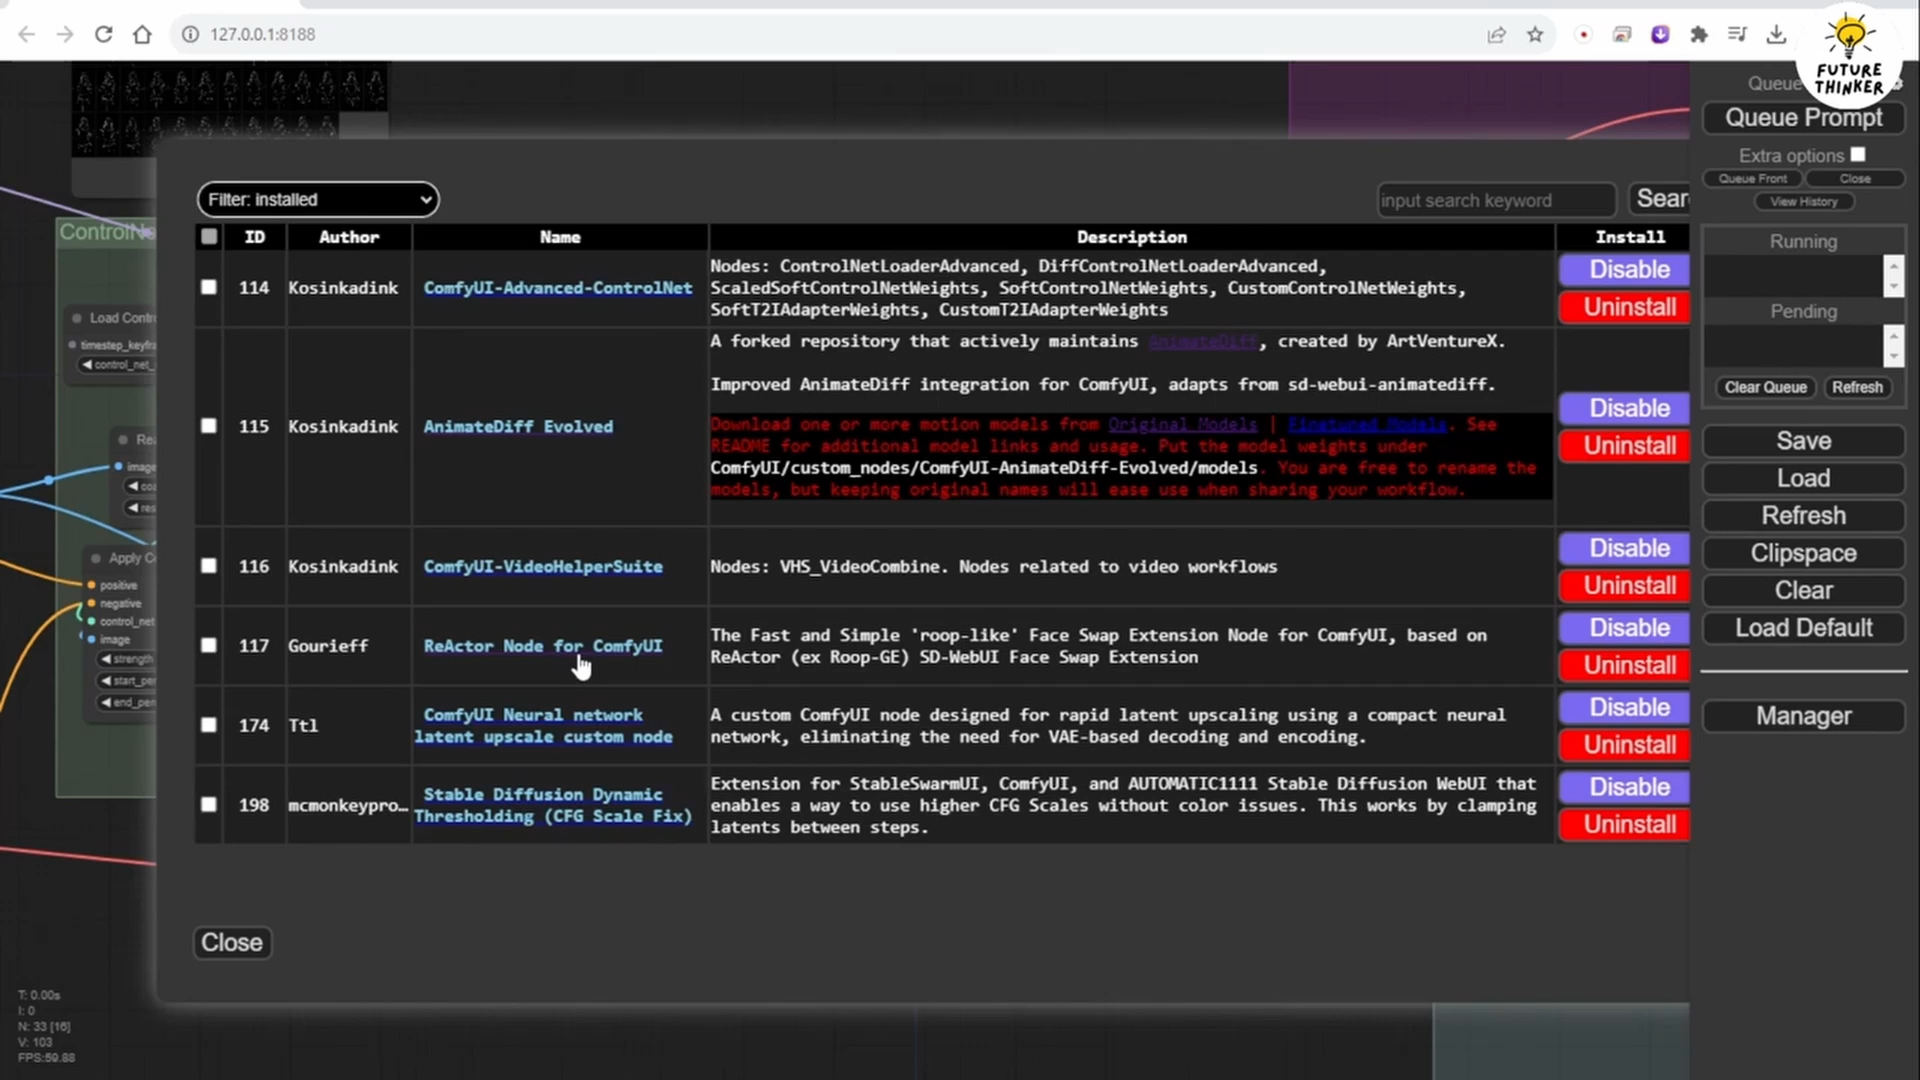 127.0.0.1:8188
FUTURE
THINKER
Queue
Queue Prompt
Extra options
Queue Front
Close
View History
Running
Pending
Clear Queue
Refresh
Save
Load
Refresh
Clipspace
Clear
Load Default
Manager
Filter: installed
input search keyword
Sear
ID
Author
Name
Description
Install
114
Kosinkadink
ComfyUI-Advanced-ControlNet
Nodes: ControlNetLoaderAdvanced, DiffControlNetLoaderAdvanced,
ScaledSoftControlNetWeights, SoftControlNetWeights, CustomControlNetWeights,
SoftT2IAdapterWeights, CustomT2IAdapterWeights
Disable
Uninstall
115
Kosinkadink
AnimateDiff Evolved
A forked repository that actively maintains AnimateDiff, created by ArtVentureX.
Improved AnimateDiff integration for ComfyUI, adapts from sd-webui-animatediff.
Download one or more motion models from Original Models | Finetuned Models. See
README for additional model links and usage. Put the model weights under
ComfyUI/custom_nodes/ComfyUI-AnimateDiff-Evolved/models. You are free to rename the
models, but keeping original names will ease use when sharing your workflow.
Disable
Uninstall
116
Kosinkadink
ComfyUI-VideoHelperSuite
Nodes: VHS_VideoCombine. Nodes related to video workflows
Disable
Uninstall
117
Gourieff
ReActor Node for ComfyUI
The Fast and Simple 'roop-like' Face Swap Extension Node for ComfyUI, based on
ReActor (ex Roop-GE) SD-WebUI Face Swap Extension
Disable
Uninstall
174
Ttl
ComfyUI Neural network
latent upscale custom node
A custom ComfyUI node designed for rapid latent upscaling using a compact neural
network, eliminating the need for VAE-based decoding and encoding.
Disable
Uninstall
198
mcmonkeypro...
Stable Diffusion Dynamic
Thresholding (CFG Scale Fix)
Extension for StableSwarmUI, ComfyUI, and AUTOMATIC1111 Stable Diffusion WebUI that
enables a way to use higher CFG Scales without color issues. This works by clamping
latents between steps.
Disable
Uninstall
Close
ControlNe
Load Contr
timestep_keyfra
control_net_
Rea
image
res
Apply Co
positive
negative
control_net
image
strength
start_per
end_per
T: 0.00s
I: 0
N: 33 [16]
V: 103
FPS:59.88